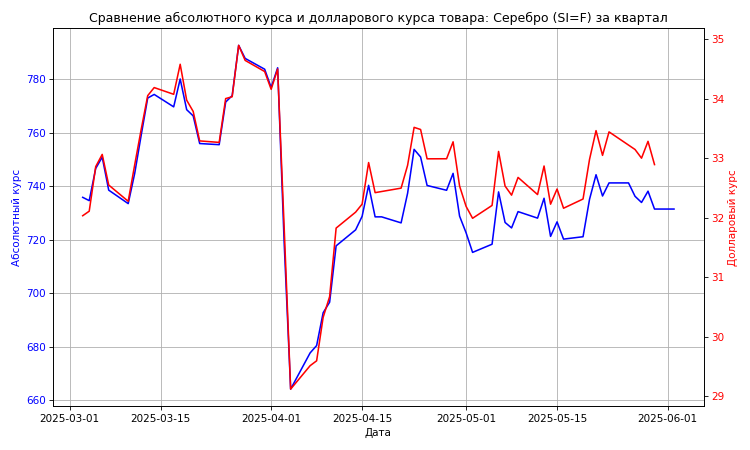 Сравнение абсолютного курса и долларового курса товара: Серебро (SI=F) за квартал
Абсолютный курс
780
760
740
720
700
680
660
35
34
33
32
31
30
29
Долларовый курс
2025-03-01 2025-03-15 2025-04-01 2025-04-15 2025-05-01 2025-05-15 2025-06-01
Дата